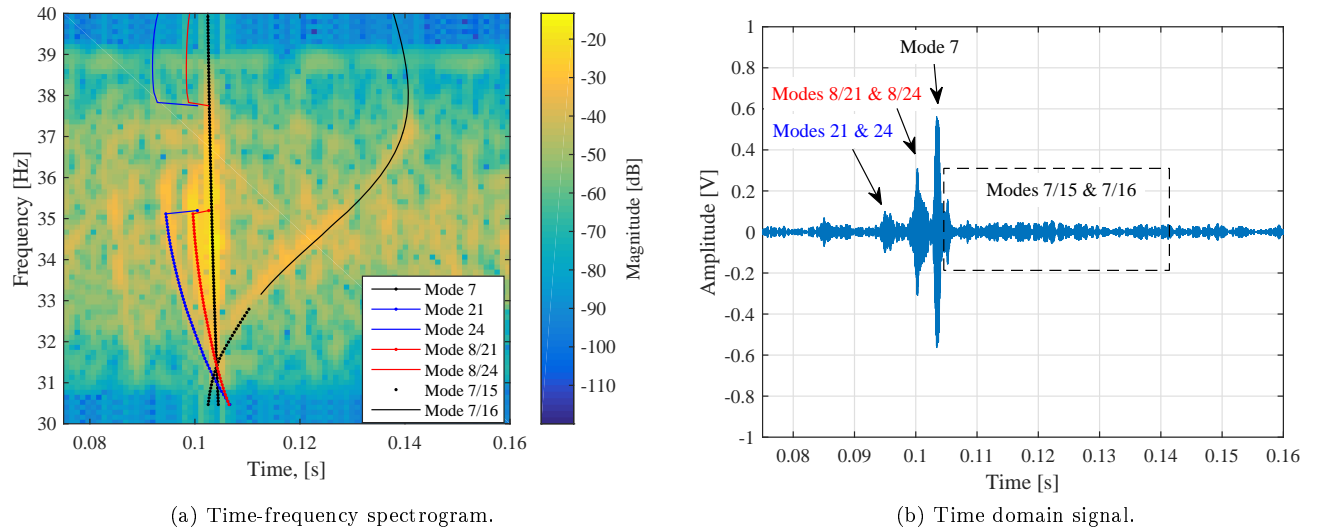 40
39
38
37
36
35
34
33
32
31
30
Frequency [Hz]
0.08
0.1
0.12
0.14
0.16
Time, [s]
Mode 7
Mode 21
Mode 24
Mode 8/21
Mode 8/24
Mode 7/15
Mode 7/16
-20
-30
-40
-50
-60
-70
-80
-90
-100
-110
Magnitude [dB]
(a) Time-frequency spectrogram.
1
0.8
0.6
0.4
0.2
0
-0.2
-0.4
-0.6
-0.8
-1
Amplitude [V]
Mode 7
Modes 8/21 & 8/24
Modes 21 & 24
Modes 7/15 & 7/16
0.08
0.09
0.1
0.11
0.12
0.13
0.14
0.15
0.16
Time [s]
(b) Time domain signal.